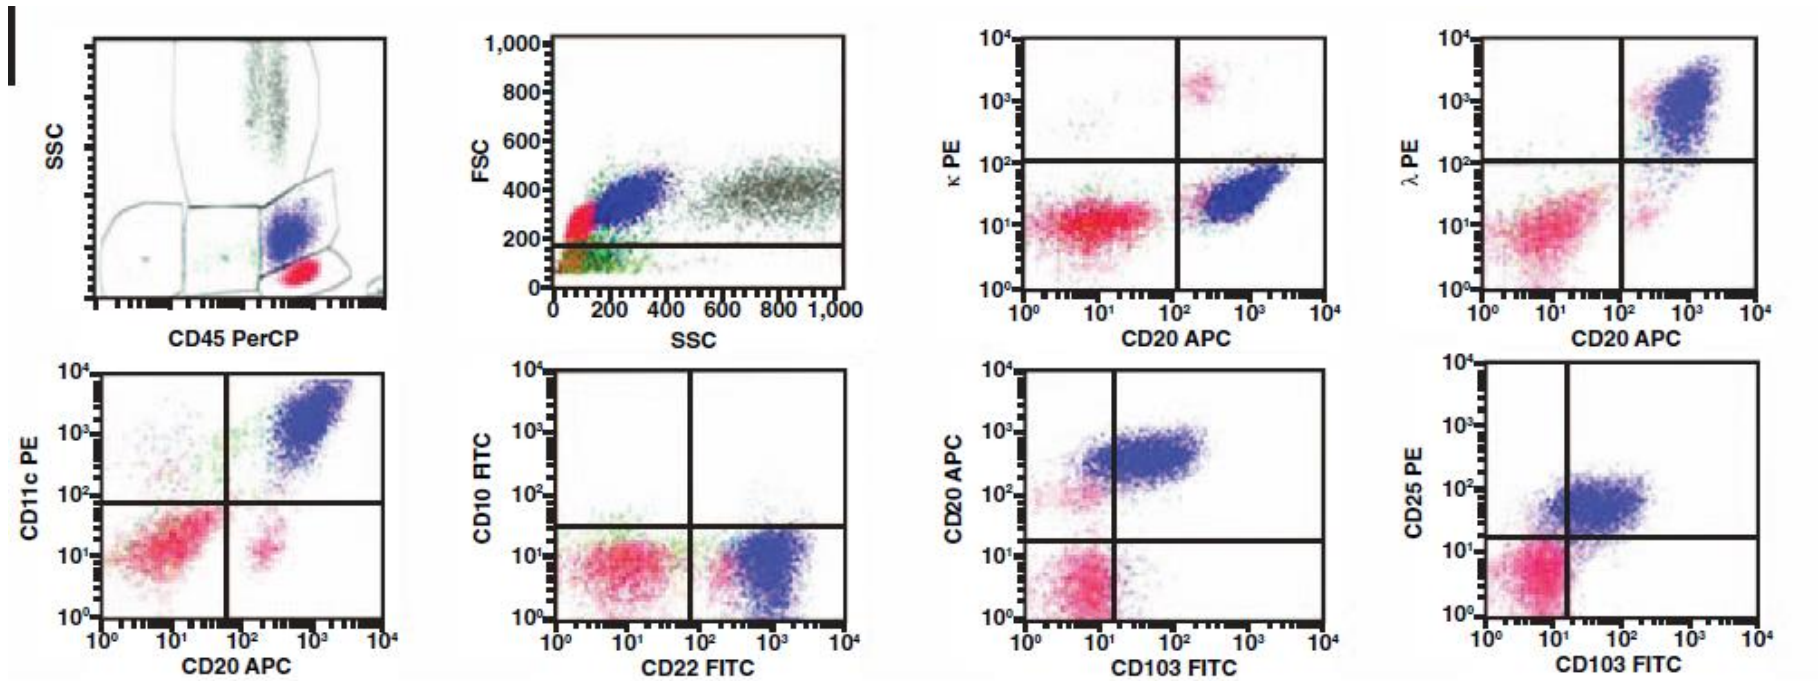 SSC
CD45 PerCP
1,000
800
600
400
200
0
FSC
0 200 400 600 800 1,000
SSC
10⁴
10³
10²
10¹
10⁰
κ PE
10⁰ 10¹ 10² 10³ 10⁴
CD20 APC
10⁴
10³
10²
10¹
10⁰
λ PE
10⁰ 10¹ 10² 10³ 10⁴
CD20 APC
10⁴
10³
10²
10¹
10⁰
CD11c PE
10⁰ 10¹ 10² 10³ 10⁴
CD20 APC
10⁴
10³
10²
10¹
10⁰
CD10 FITC
10⁰ 10¹ 10² 10³ 10⁴
CD22 FITC
10⁴
10³
10²
10¹
10⁰
CD20 APC
10⁰ 10¹ 10² 10³ 10⁴
CD103 FITC
10⁴
10³
10²
10¹
10⁰
CD25 PE
10⁰ 10¹ 10² 10³ 10⁴
CD103 FITC